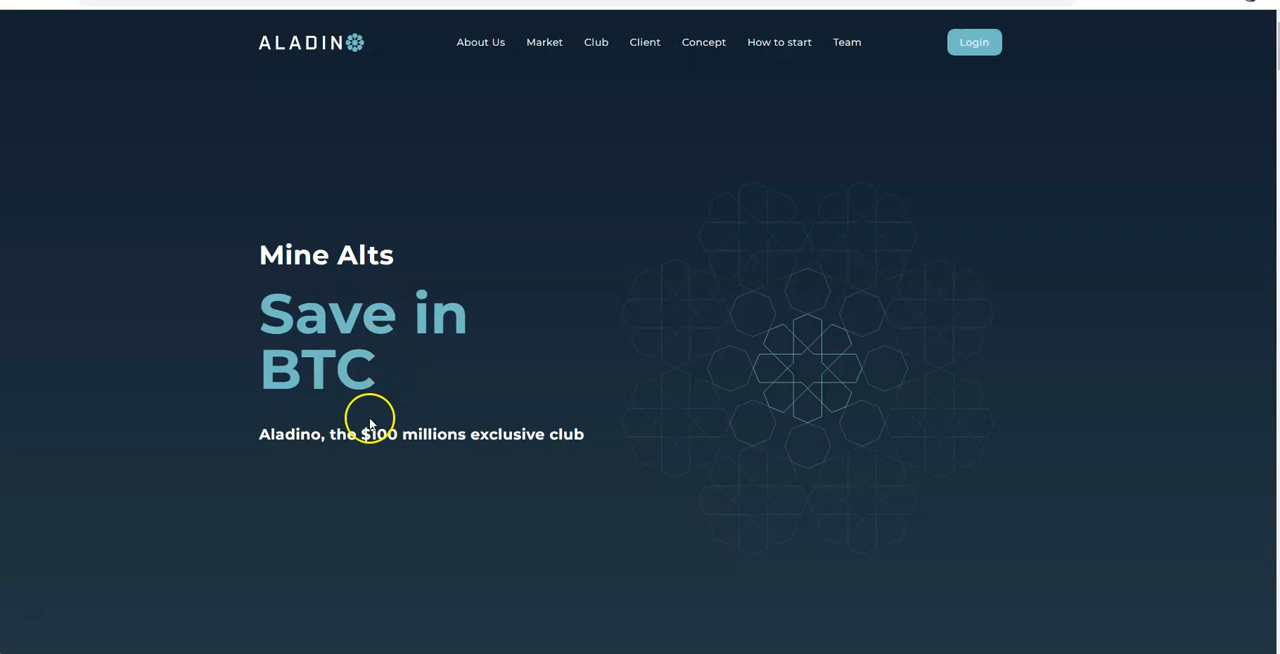 ALADINO
About Us
Market
Club
Client
Concept
How to start
Team
Login
Mine Alts
Save in
BTC
Aladino, the $100 millions exclusive club